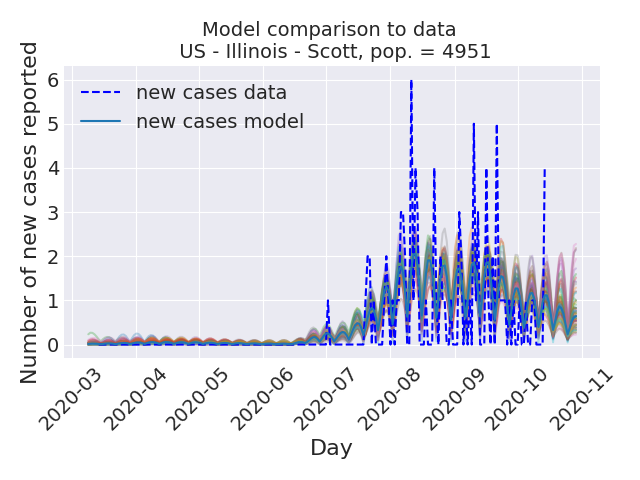 Model comparison to data
US - Illinois - Scott, pop. = 4951
Number of new cases reported
6
5
4
3
2
1
0
new cases data
new cases model
2020-03
2020-04
2020-05
2020-06
2020-07
2020-08
2020-09
2020-10
2020-11
Day